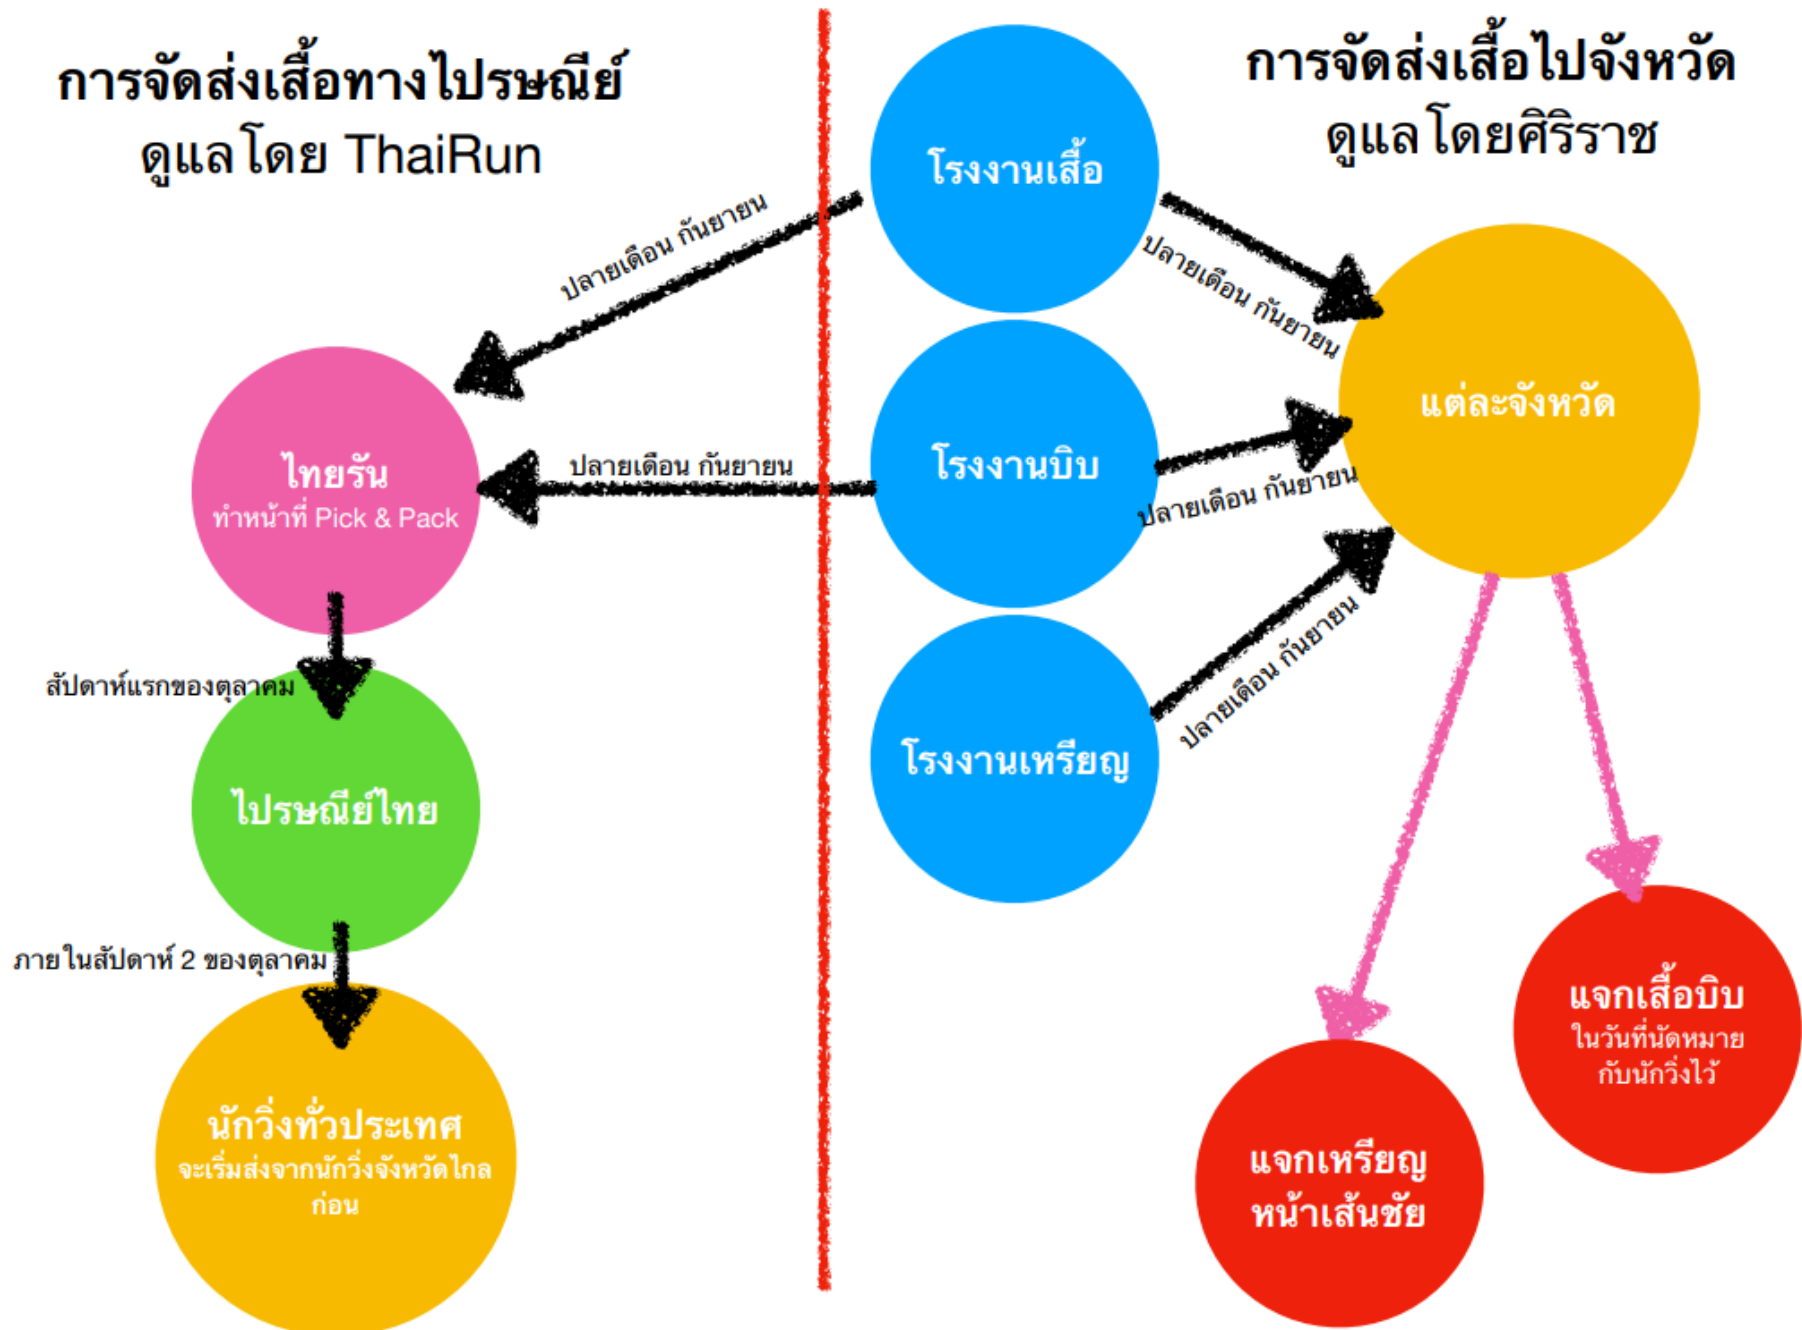 การจัดส่งเสื้อทางไปรษณีย์
ดูแลโดย ThaiRun
การจัดส่งเสื้อไปจังหวัด
ดูแลโดยศิริราช
โรงงานเสื้อ
ปลายเดือน กันยายน
ปลายเดือน กันยายน
แต่ละจังหวัด
โรงงานบิบ
ปลายเดือน กันยายน
ปลายเดือน กันยายน
ไทยรัน
ทำหน้าที่ Pick & Pack
ปลายเดือน กันยายน
สัปดาห์แรกของตุลาคม
โรงงานเหรียญ
ไปรษณีย์ไทย
ภายในสัปดาห์ 2 ของตุลาคม
แจกเสื้อบิบ
ในวันที่นัดหมาย
กับนักวิ่งไว้
นักวิ่งทั่วประเทศ
จะเริ่มส่งจากนักวิ่งจังหวัดไกล
ก่อน
แจกเหรียญ
หน้าเส้นชัย